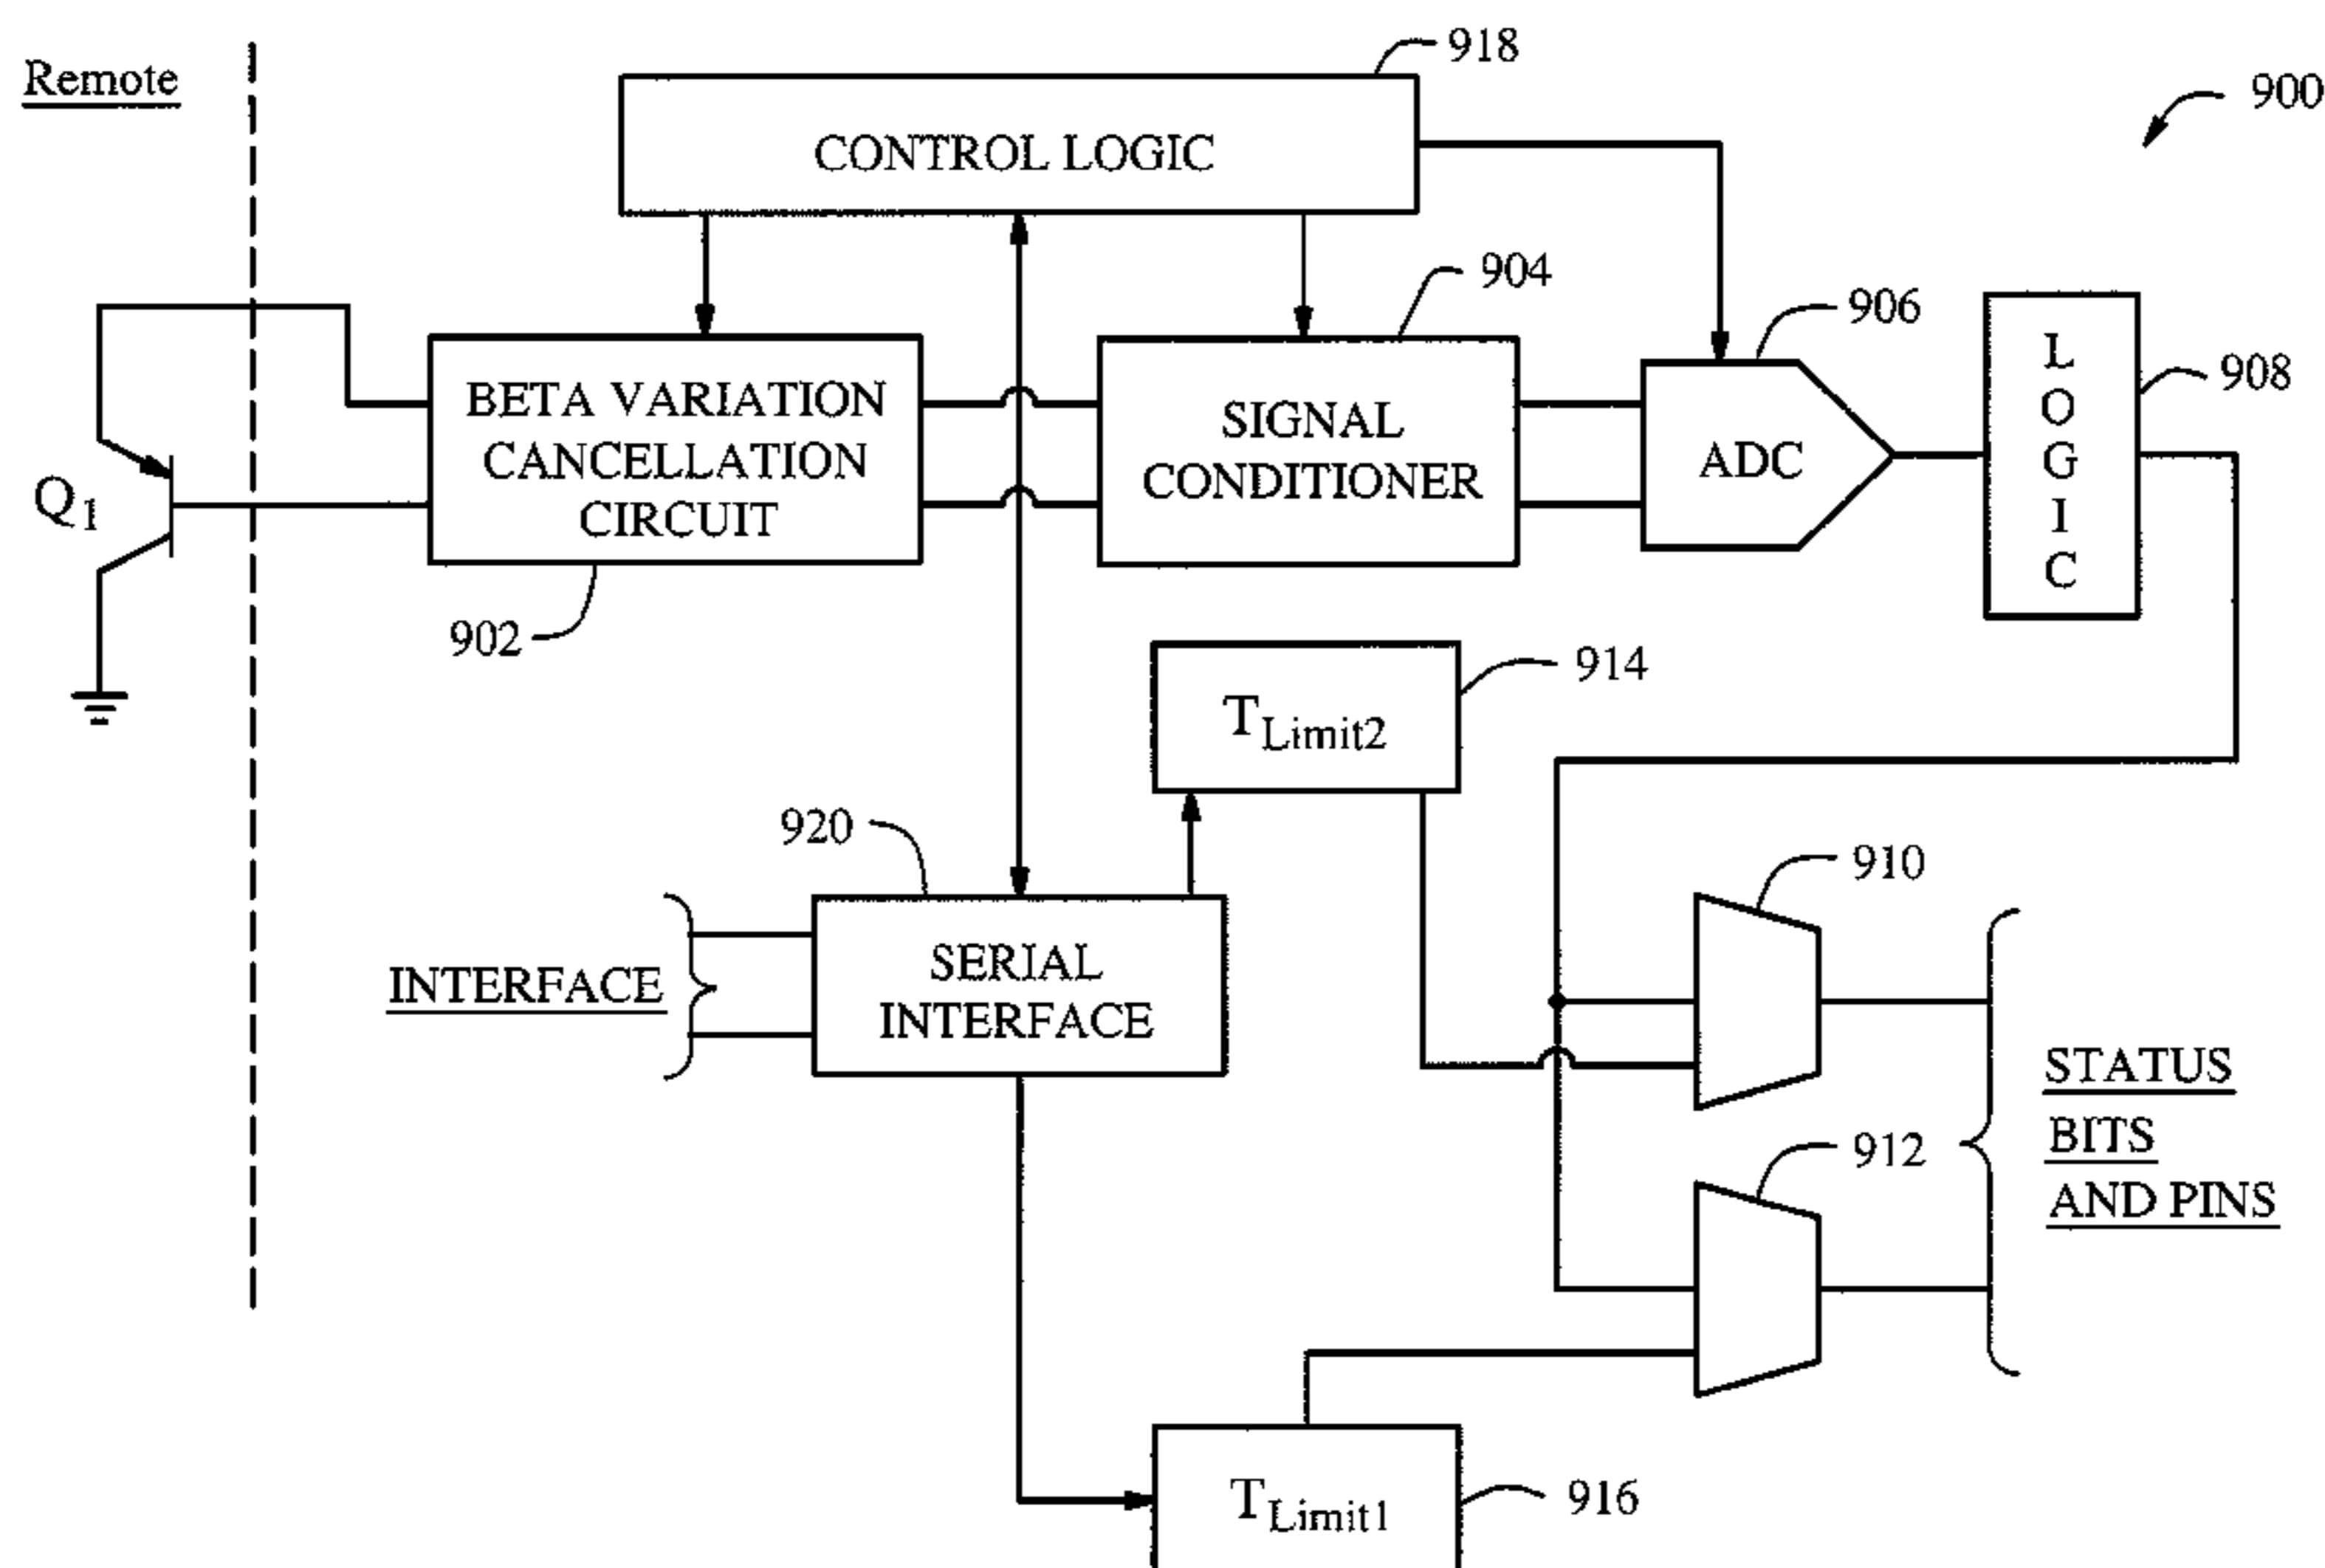 Remote
918
900
CONTROL LOGIC
904
906
908
BETA VARIATION
CANCELLATION
CIRCUIT
SIGNAL
CONDITIONER
ADC
L
O
G
I
C
Q1
902
914
TLimit2
920
910
INTERFACE
SERIAL
INTERFACE
STATUS
BITS
AND PINS
912
TLimit1
916